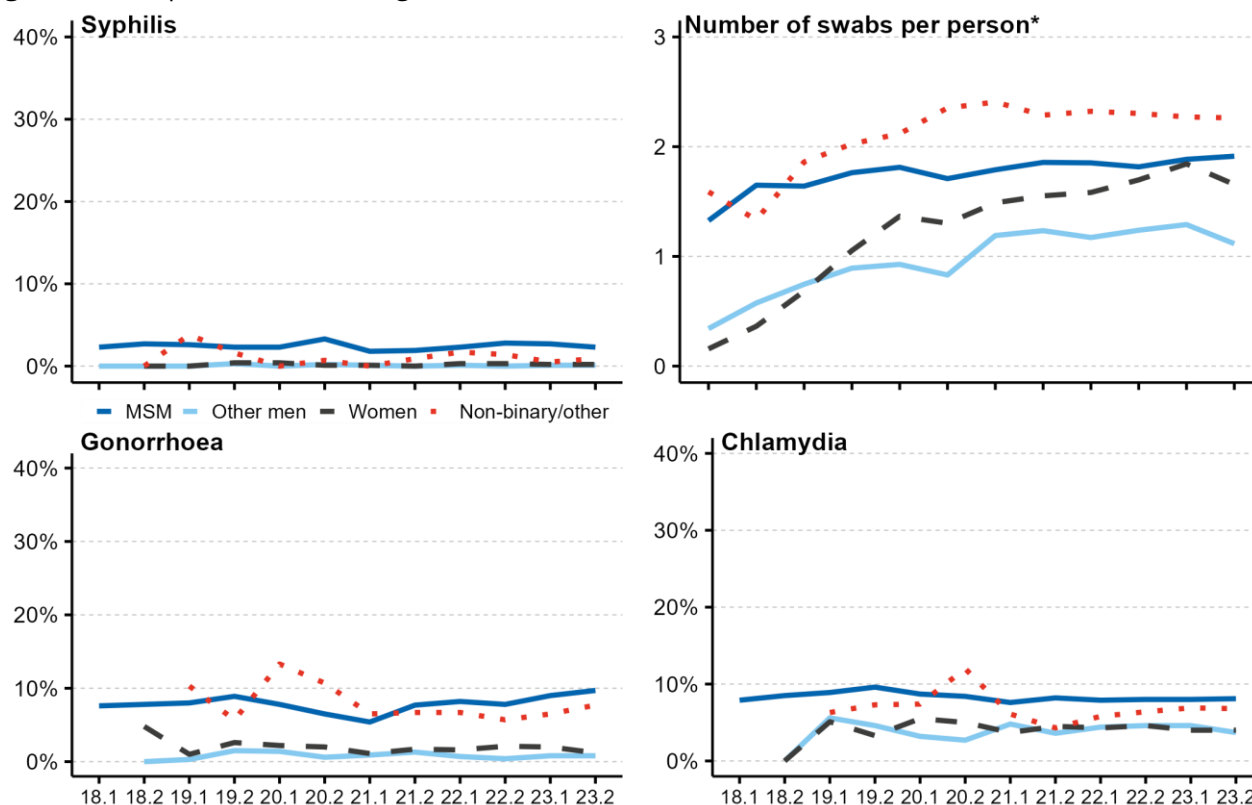 Syphilis
Number of swabs per person*
40%
30%
20%
10%
0%
3
2
1
0
MSM Other men Women Non-binary/other
Gonorrhoea
Chlamydia
40%
30%
20%
10%
0%
18.1 18.2 19.1 19.2 20.1 20.2 21.1 21.2 22.1 22.2 23.1 23.2
40%
30%
20%
10%
0%
18.1 18.2 19.1 19.2 20.1 20.2 21.1 21.2 22.1 22.2 23.1 23.2